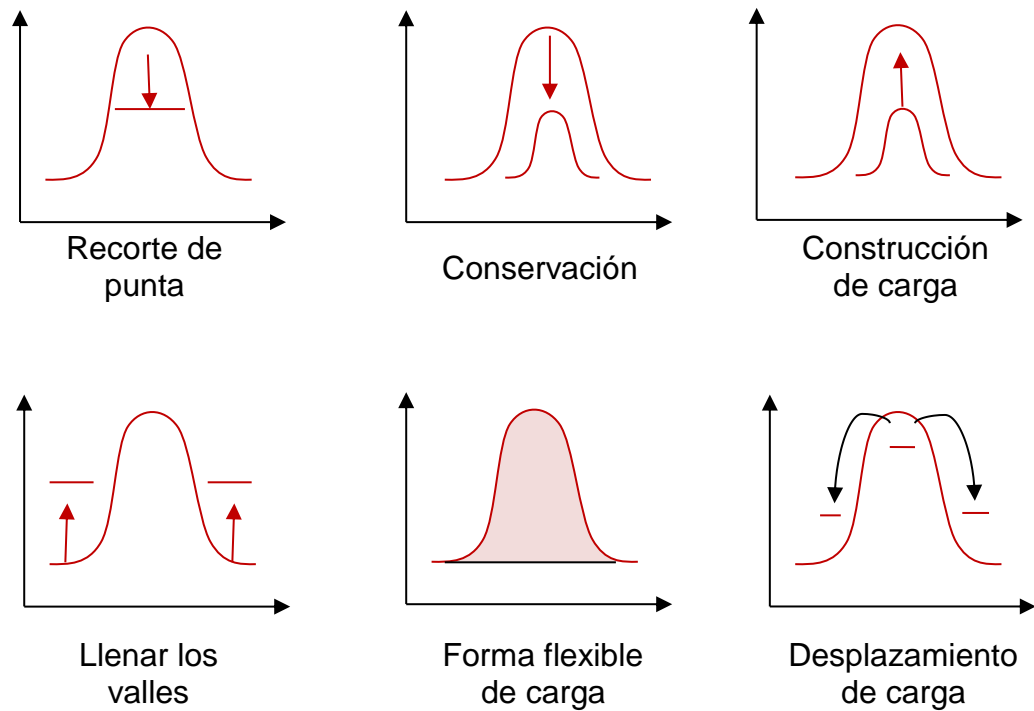 Recorte de
punta
Conservación
Construcción
de carga
Llenar los
valles
Forma flexible
de carga
Desplazamiento
de carga